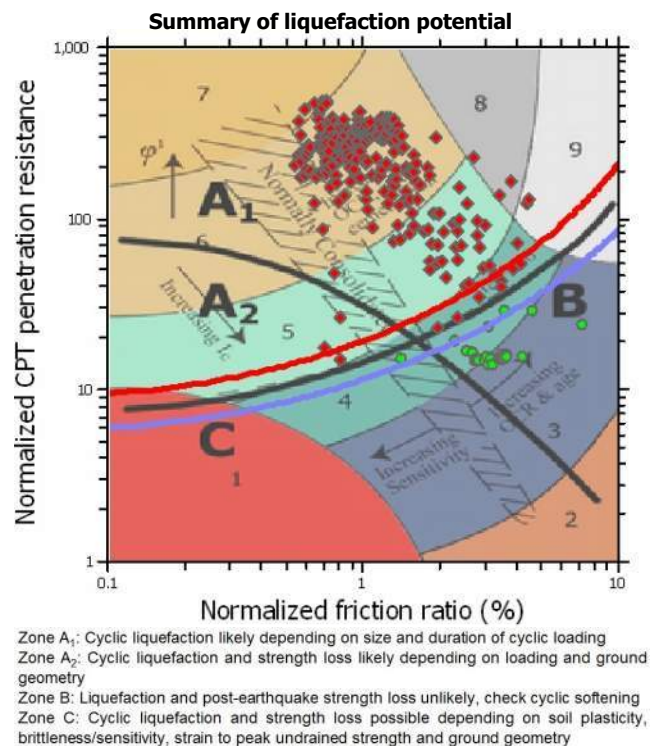 Summary of liquefaction potential
1,000
7
8
9
φ'
A1
100
Normally Consolidated
6
Increasing IC
A2
B
5
10
4
Increasing
OCR & age
C
Increasing
Sensitivity
3
1
2
1
0.1
1
10
Normalized CPT penetration resistance
Normalized friction ratio (%)
Zone A1: Cyclic liquefaction likely depending on size and duration of cyclic loading
Zone A2: Cyclic liquefaction and strength loss likely depending on loading and ground
geometry
Zone B: Liquefaction and post-earthquake strength loss unlikely, check cyclic softening
Zone C: Cyclic liquefaction and strength loss possible depending on soil plasticity,
brittleness/sensitivity, strain to peak undrained strength and ground geometry